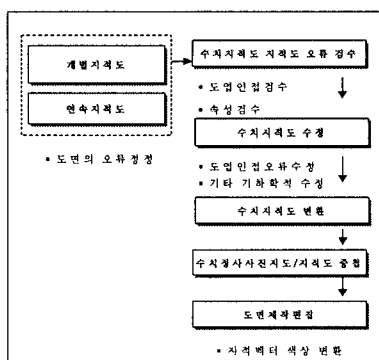 개별지적도
연속지적도
▪ 도면의 오류정정
수치지적도 지적도 오류 검수
▪ 도엽인접검수
▪ 속성검수
수치지적도 수정
▪ 도엽인접오류수정
▪ 기타 기하학적 수정
수치지적도 변환
수치정사사진지도/지적도 중첩
도면제작편집
▪ 지적벡터 색상 변환